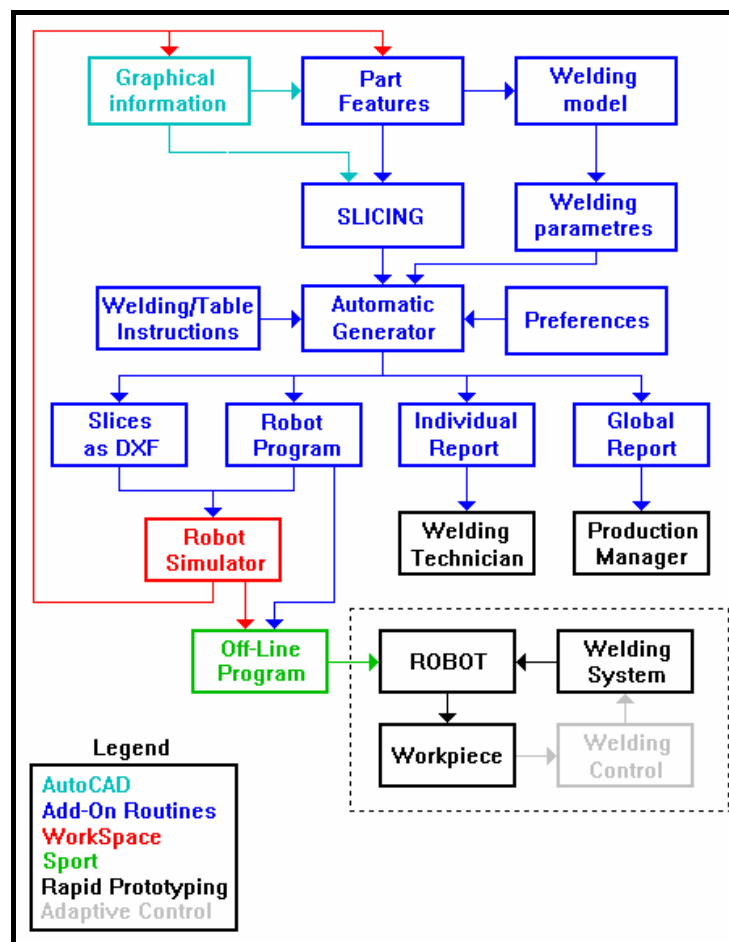 Graphical
information
Part
Features
Welding
model
SLICING
Welding
parametres
Welding/Table
Instructions
Automatic
Generator
Preferences
Slices
as DXF
Robot
Program
Individual
Report
Global
Report
Robot
Simulator
Welding
Technician
Production
Manager
Off-Line
Program
ROBOT
Welding
System
Workpiece
Welding
Control
Legend
AutoCAD
Add-On Routines
WorkSpace
Sport
Rapid Prototyping
Adaptive Control